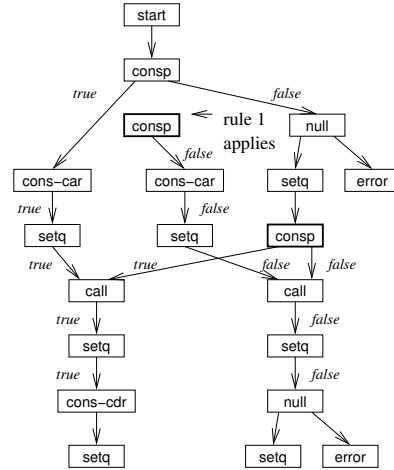 start
consp
true
false
consp
rule 1
applies
null
false
cons-car
cons-car
setq
error
true
false
setq
setq
consp
true
true
false
false
call
call
true
false
setq
setq
true
false
cons-cdr
null
setq
setq
error